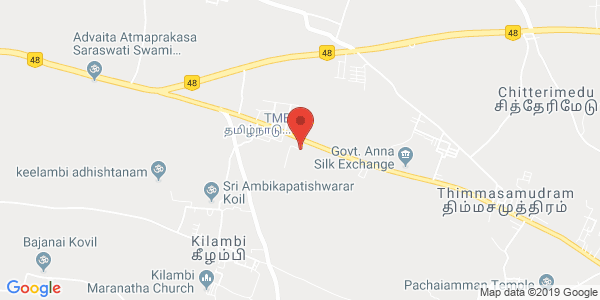 48
Advaita Atmaprakasa
Saraswati Swami...
48
48
Chitterimedu
சித்தேரிமேடு
TMB
தமிழ்நாடு...
Govt. Anna
Silk Exchange
48
keelambi adhishtanam
Sri Ambikapatishwarar
Koil
Thimmasamudram
திம்மசமுத்திரம்
Bajanai Kovil
Kilambi
கீழம்பி
Kilambi
Maranatha Church
Pachaiamman Temple
Google
Map data ©2019 Google